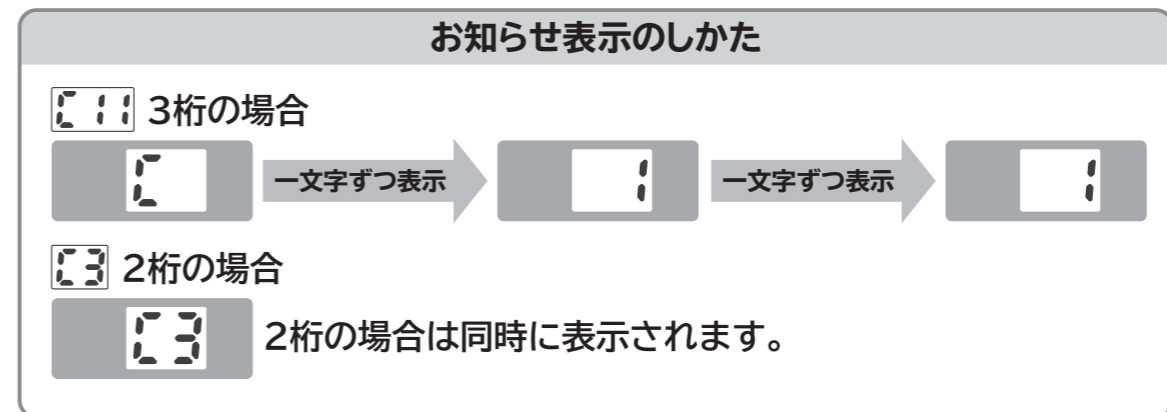 お知らせ表示のしかた
C11 3桁の場合
C 一文字ずつ表示 1 一文字ずつ表示 1
C3 2桁の場合
C3 2桁の場合は同時に表示されます。